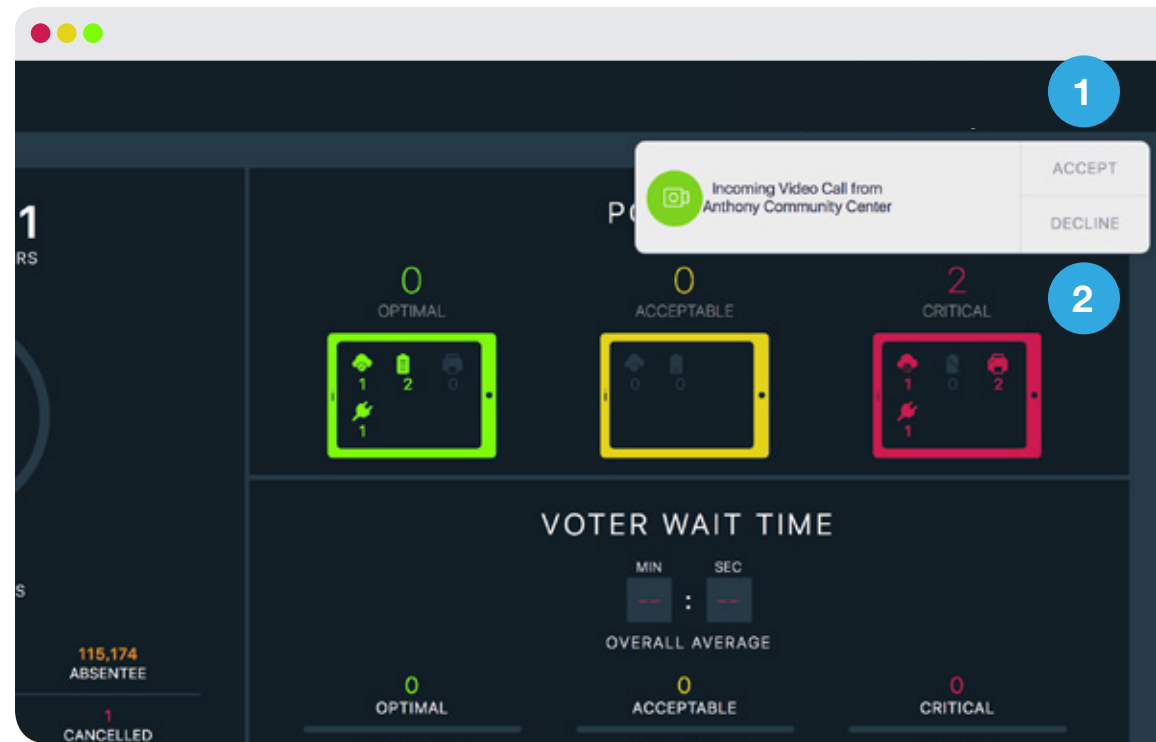 1
ACCEPT
Incoming Video Call from
Anthony Community Center
DECLINE
1
RS
PO
0
OPTIMAL
0
ACCEPTABLE
2
CRITICAL
2
1 2 0
1
0 0
1 0 2
1
VOTER WAIT TIME
MIN SEC
-- : --
OVERALL AVERAGE
S
115,174
ABSENTEE
1
CANCELLED
0
OPTIMAL
0
ACCEPTABLE
0
CRITICAL